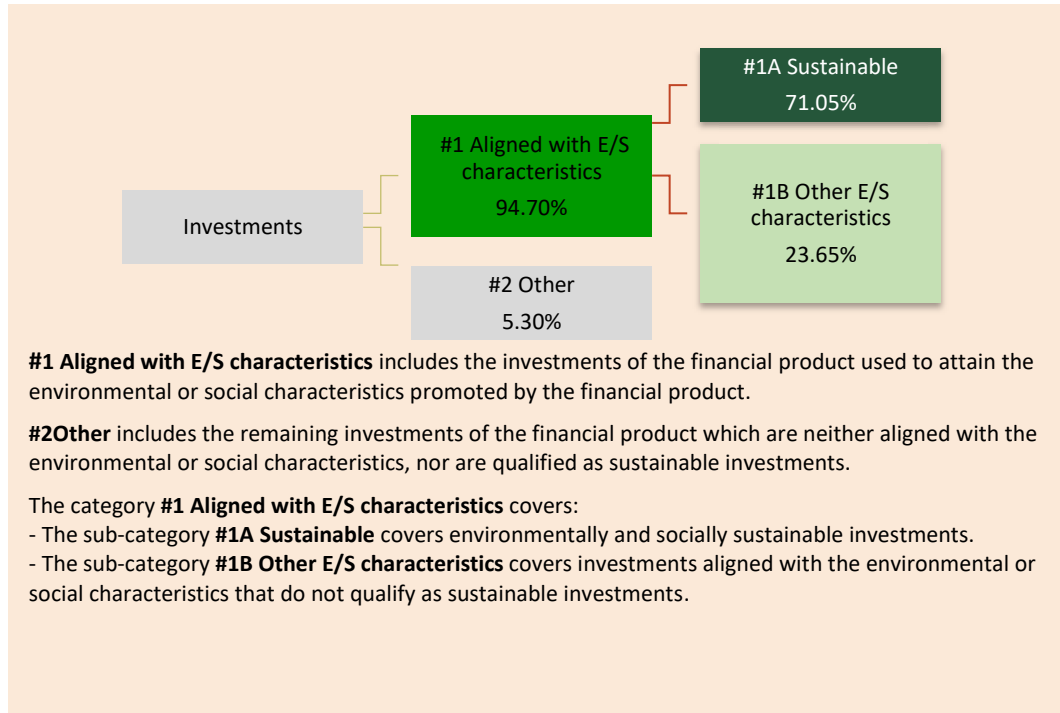 #1A Sustainable
71.05%
#1 Aligned with E/S
characteristics
94.70%
#1B Other E/S
characteristics
23.65%
Investments
#2 Other
5.30%
#1 Aligned with E/S characteristics includes the investments of the financial product used to attain the
environmental or social characteristics promoted by the financial product.
#2Other includes the remaining investments of the financial product which are neither aligned with the
environmental or social characteristics, nor are qualified as sustainable investments.
The category #1 Aligned with E/S characteristics covers:
- The sub-category #1A Sustainable covers environmentally and socially sustainable investments.
- The sub-category #1B Other E/S characteristics covers investments aligned with the environmental or
social characteristics that do not qualify as sustainable investments.